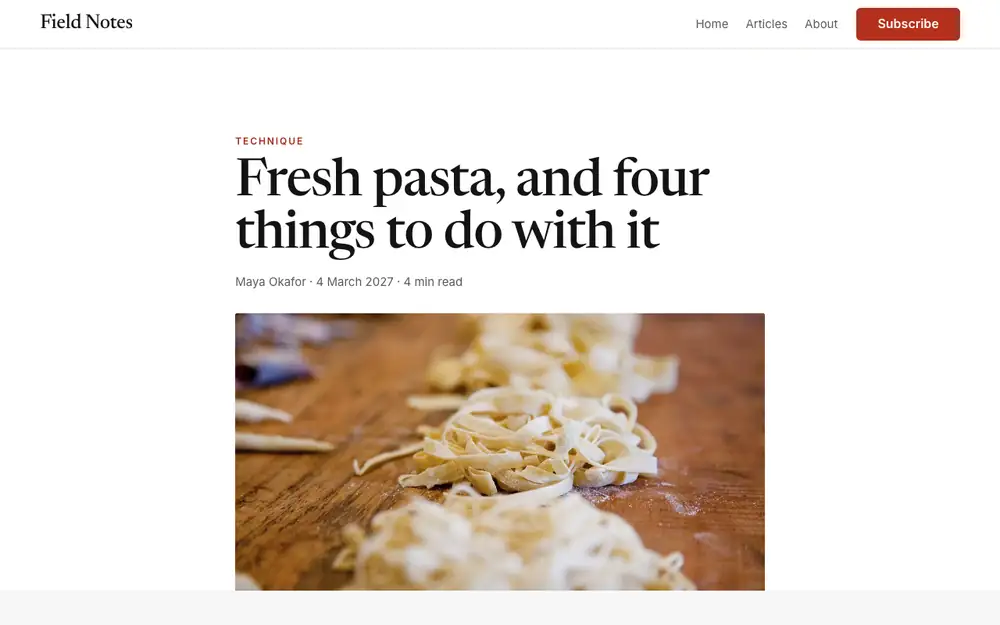 Field Notes
Home
Articles
About
Subscribe
TECHNIQUE
Fresh pasta, and four
things to do with it
Maya Okafor · 4 March 2027 · 4 min read